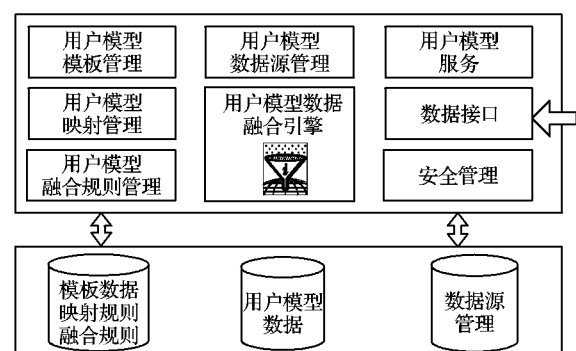 用户模型
模板管理
用户模型
数据源管理
用户模型
服务
用户模型
映射管理
用户模型数据
融合引擎
数据接口
用户模型
融合规则管理
安全管理
模板数据
映射规则
融合规则
用户模型
数据
数据源
管理